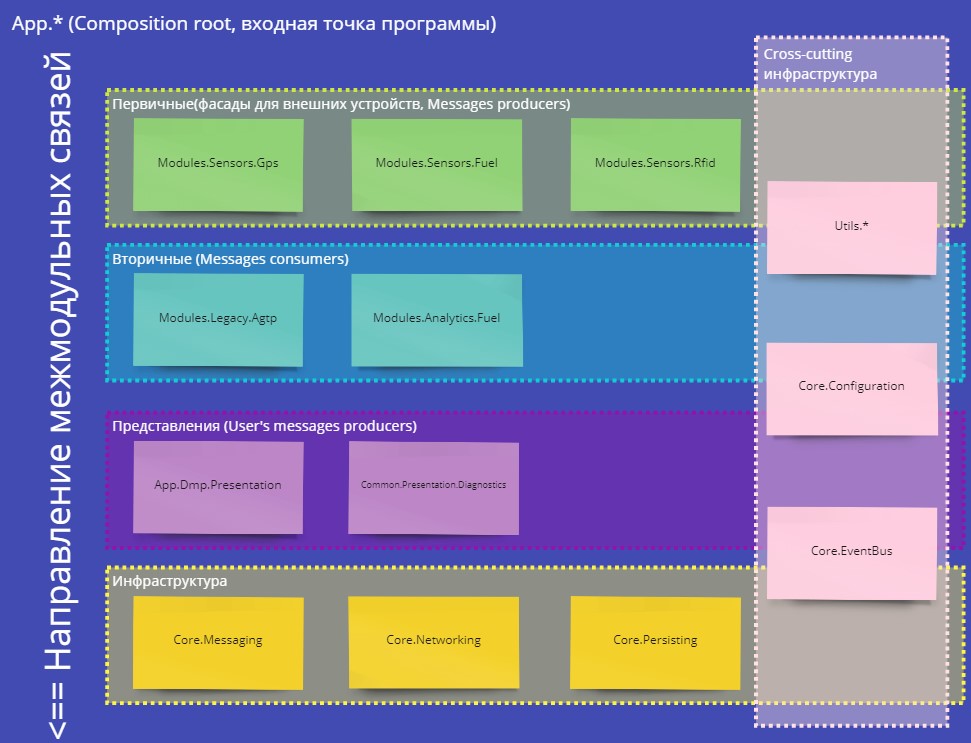 App.* (Composition root, входная точка программы)
<== Направление межмодульных связей
Cross-cutting
инфраструктура
Первичные(фасады для внешних устройств, Messages producers)
Modules.Sensors.Gps
Modules.Sensors.Fuel
Modules.Sensors.Rfid
Utils.*
Вторичные (Messages consumers)
Modules.Legacy.Agtp
Modules.Analytics.Fuel
Core.Configuration
Представления (User's messages producers)
App.Dmp.Presentation
Common.Presentation.Diagnostics
Core.EventBus
Инфраструктура
Core.Messaging
Core.Networking
Core.Persisting